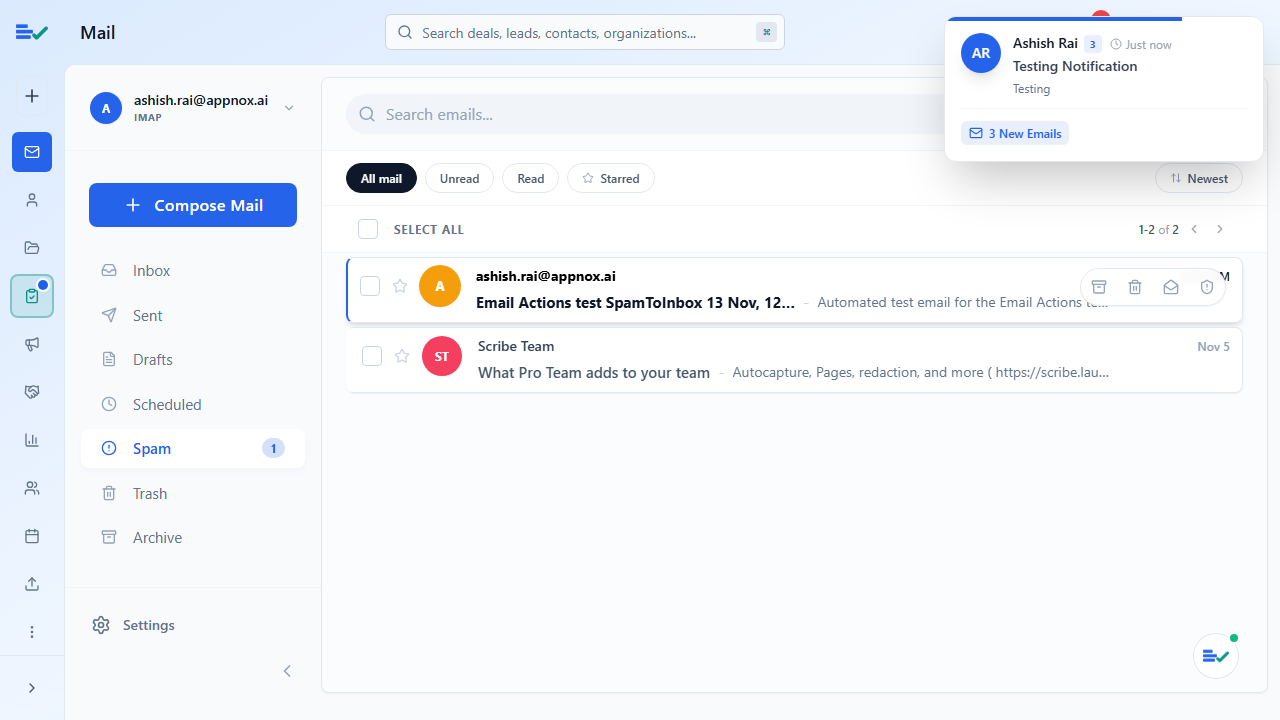 Mail
Search deals, leads, contacts, organizations...
⌘
AR
Ashish Rai
3
Just now
Testing Notification
Testing
3 New Emails
A
ashish.rai@appnox.ai
IMAP
Search emails...
Compose Mail
Inbox
Sent
Drafts
Scheduled
Spam
1
Trash
Archive
Settings
All mail
Unread
Read
Starred
Newest
SELECT ALL
1-2 of 2
A
ashish.rai@appnox.ai
M
Email Actions test SpamToInbox 13 Nov, 12... - Automated test email for the Email Actions te...
ST
Scribe Team
Nov 5
What Pro Team adds to your team - Autocapture, Pages, redaction, and more ( https://scribe.lau...